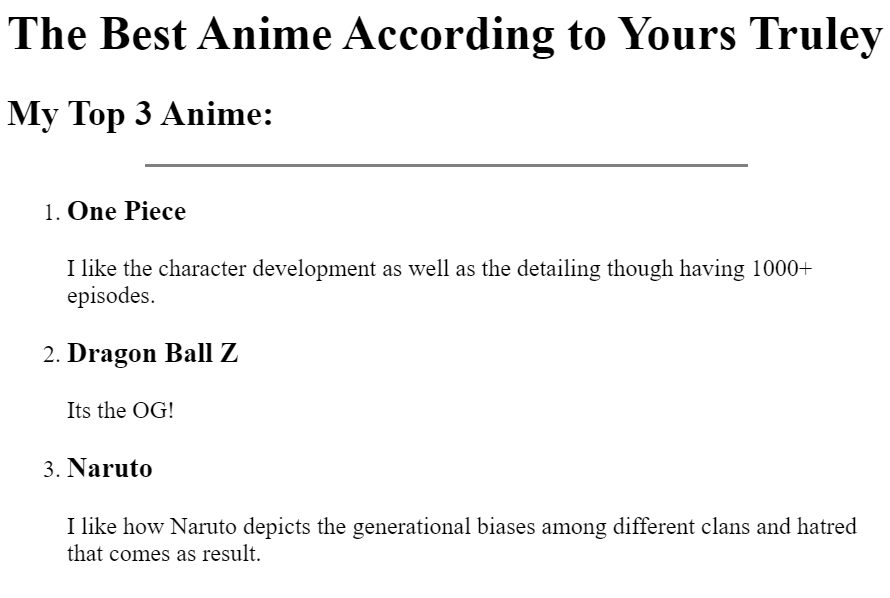 The Best Anime According to Yours Truley
My Top 3 Anime:
1. One Piece
I like the character development as well as the detailing though having 1000+
episodes.
2. Dragon Ball Z
Its the OG!
3. Naruto
I like how Naruto depicts the generational biases among different clans and hatred
that comes as result.